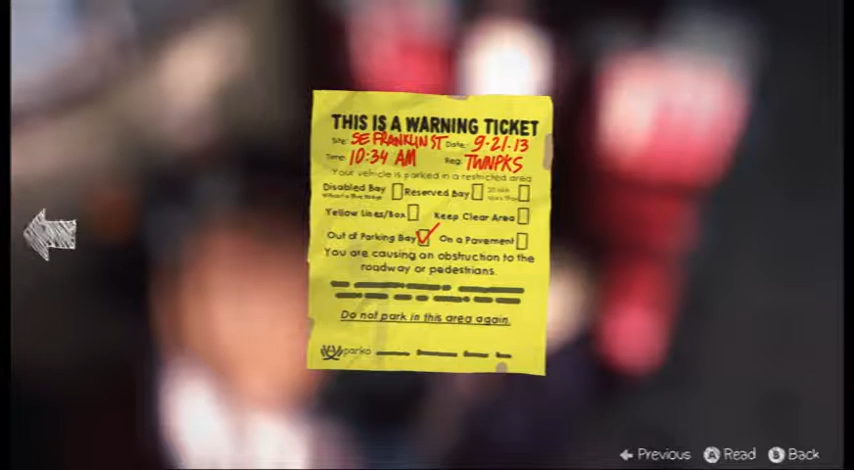 THIS IS A WARNING TICKET
Site: SE FRANKLIN ST Date: 9·21·13
Time: 10:34 AM Reg: TWNPKS
Your vehicle is parked in a restricted area
Disabled Bay Reserved Bay
Yellow Lines/Box Keep Clear Area
Out of Parking Bay On a Pavement
You are causing an obstruction to the
roadway or pedestrians.
Do not park in this area again.
parko
Previous A Read B Back